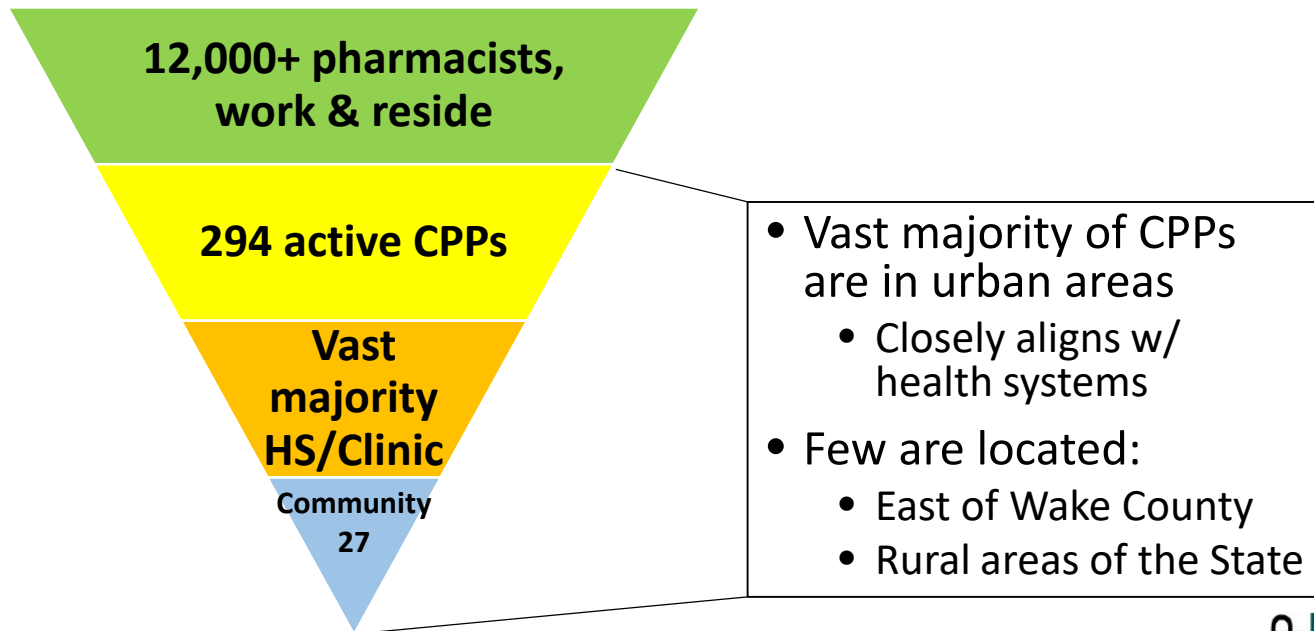 12,000+ pharmacists,
work & reside
294 active CPPs
Vast
majority
HS/Clinic
Community
27
• Vast majority of CPPs
are in urban areas
• Closely aligns w/
health systems
• Few are located:
• East of Wake County
• Rural areas of the State